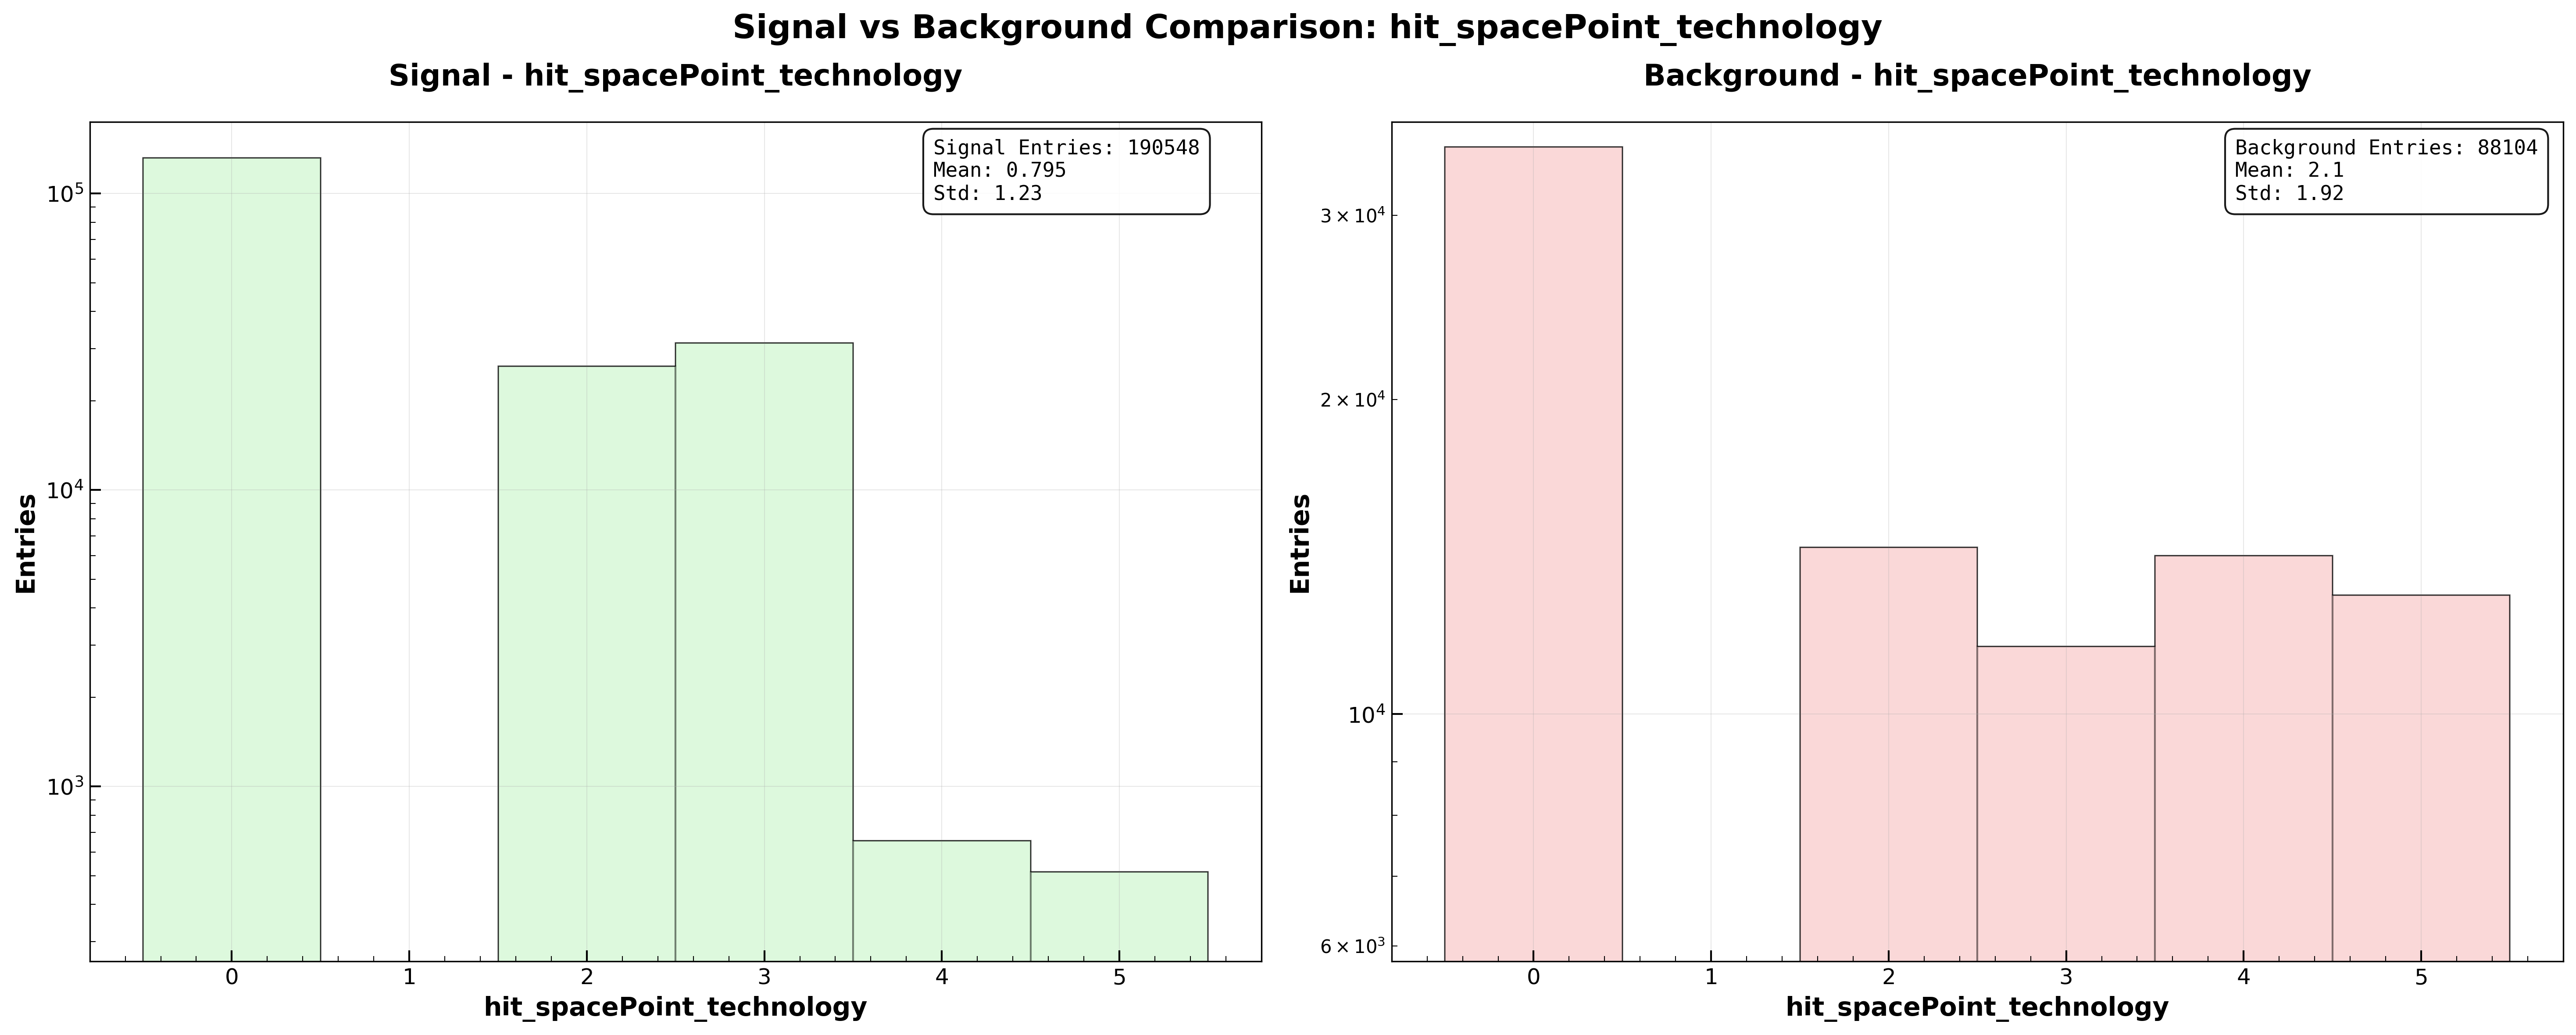 Signal vs Background Comparison: hit_spacePoint_technology
Signal - hit_spacePoint_technology
Signal Entries: 190548
Mean: 0.795
Std: 1.23
10⁵
10⁴
10³
Entries
0 1 2 3 4 5
hit_spacePoint_technology
Background - hit_spacePoint_technology
Background Entries: 88104
Mean: 2.1
Std: 1.92
3 × 10⁴
2 × 10⁴
10⁴
6 × 10³
Entries
0 1 2 3 4 5
hit_spacePoint_technology